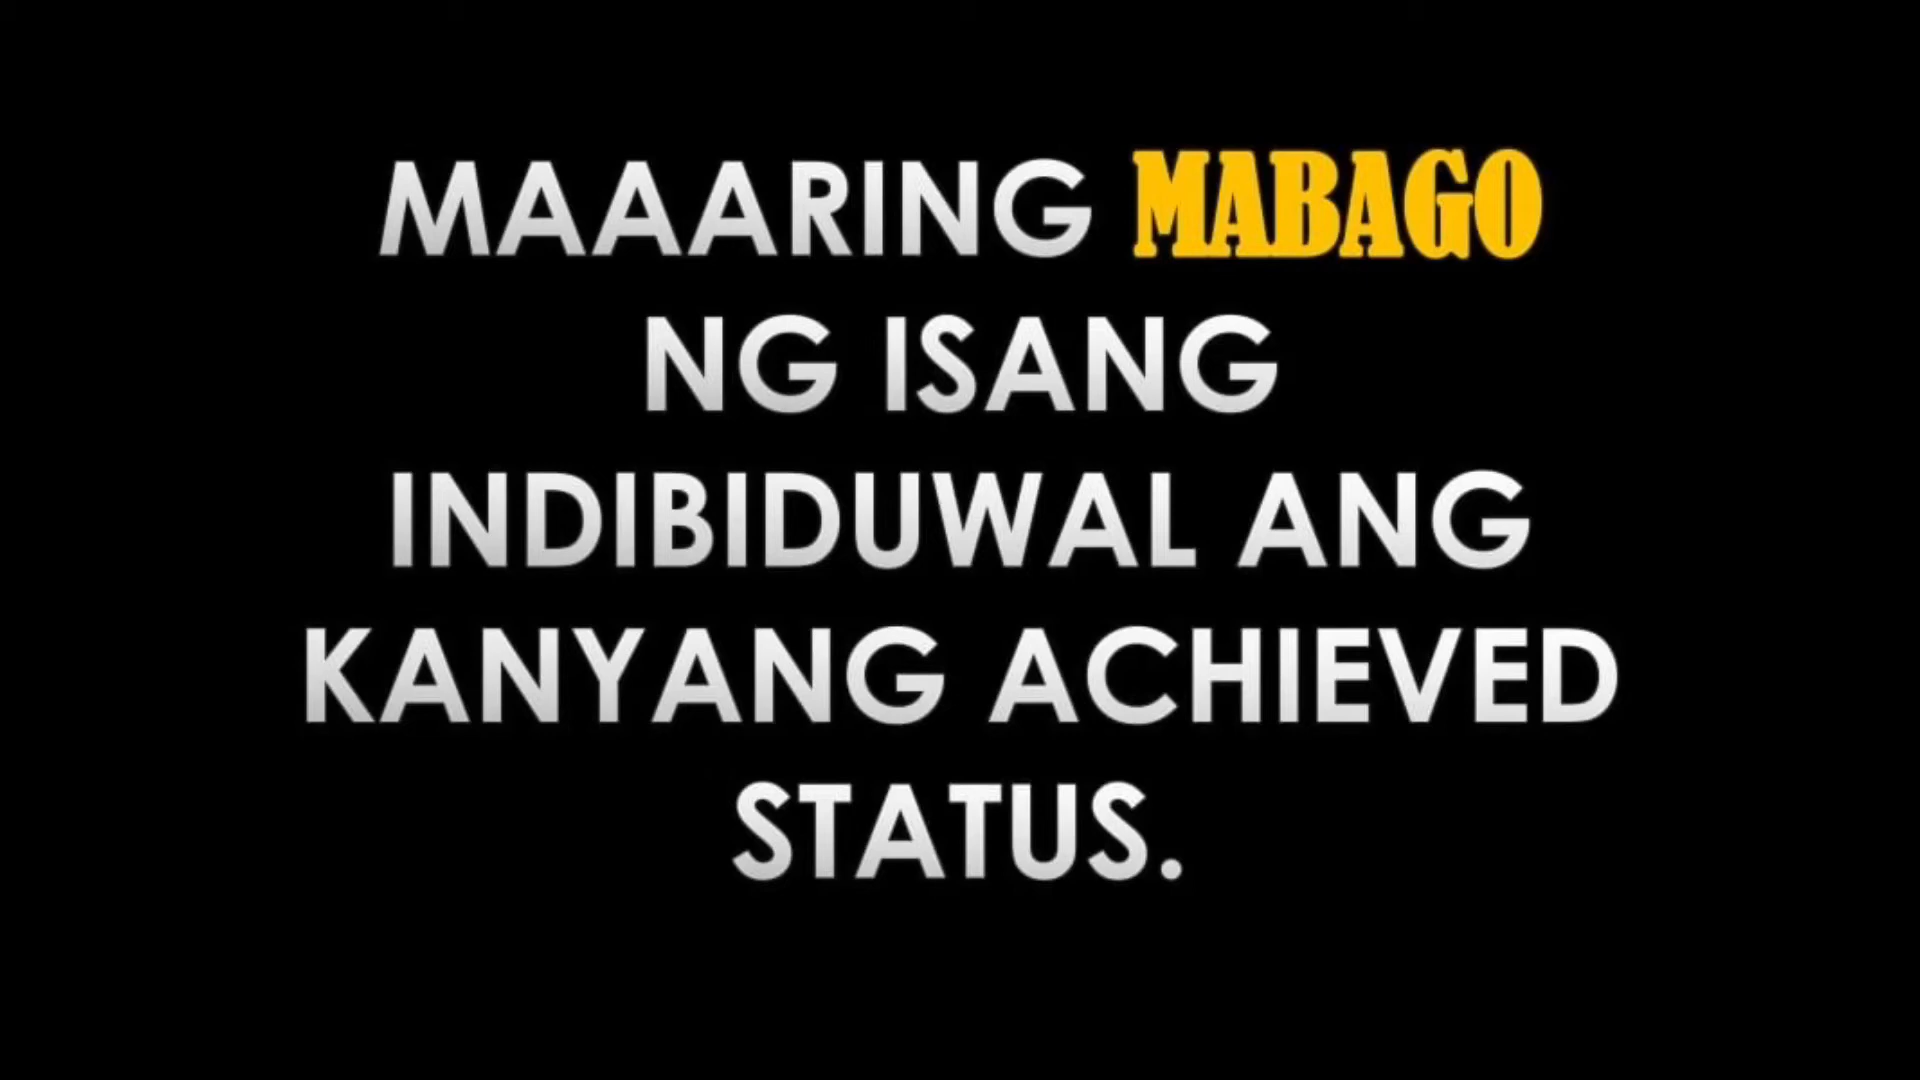 MAAARING MABAGO
NG ISANG
INDIBIDUWAL ANG
KANYANG ACHIEVED
STATUS.